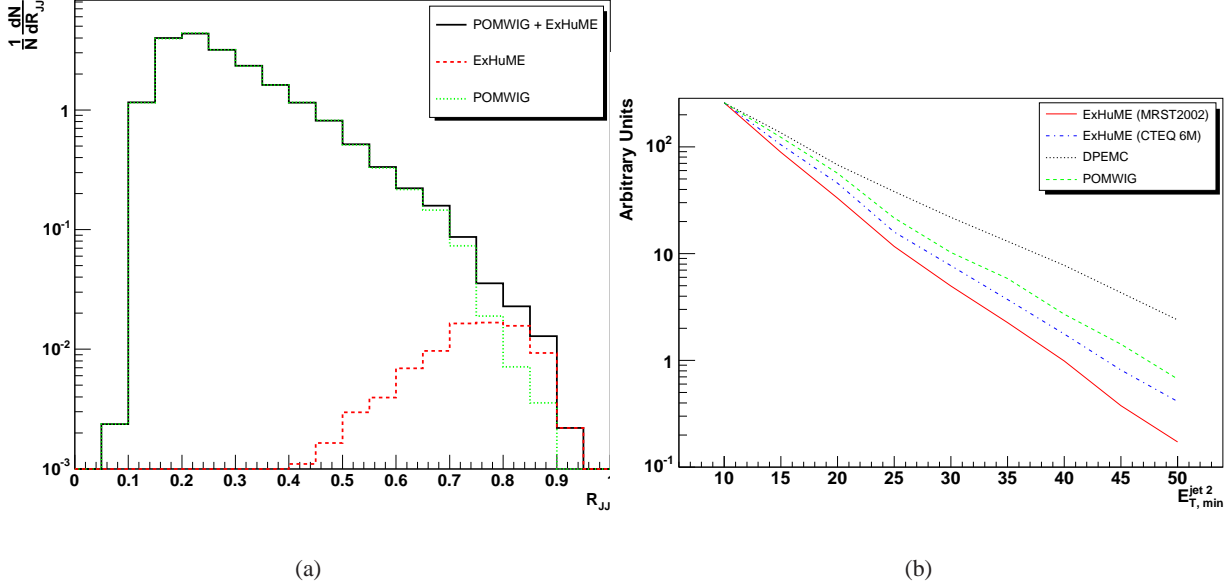 1 dN
N dR_JJ
POMWIG + ExHuME
ExHuME
POMWIG
1
10^-1
10^-2
10^-3
0 0.1 0.2 0.3 0.4 0.5 0.6 0.7 0.8 0.9 1
R_JJ
(a)
Arbitrary Units
ExHuME (MRST2002)
ExHuME (CTEQ 6M)
DPEMC
POMWIG
10^2
10
1
10^-1
10 15 20 25 30 35 40 45 50
E_T, min^jet 2
(b)